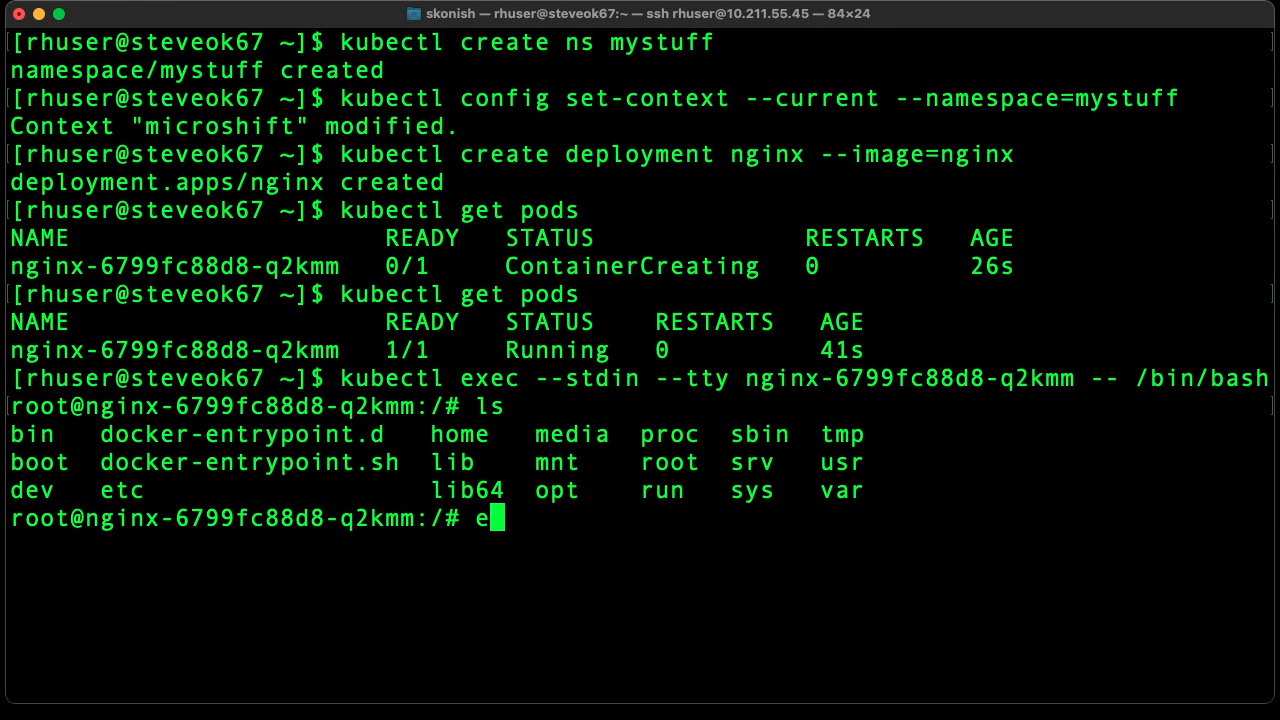 skonish — rhuser@steveok67:~ — ssh rhuser@10.211.55.45 — 84×24
[rhuser@steveok67 ~]$ kubectl create ns mystuff
namespace/mystuff created
[rhuser@steveok67 ~]$ kubectl config set-context --current --namespace=mystuff
Context "microshift" modified.
[rhuser@steveok67 ~]$ kubectl create deployment nginx --image=nginx
deployment.apps/nginx created
[rhuser@steveok67 ~]$ kubectl get pods
NAME                     READY   STATUS              RESTARTS   AGE
nginx-6799fc88d8-q2kmm   0/1     ContainerCreating   0          26s
[rhuser@steveok67 ~]$ kubectl get pods
NAME                     READY   STATUS    RESTARTS   AGE
nginx-6799fc88d8-q2kmm   1/1     Running   0          41s
[rhuser@steveok67 ~]$ kubectl exec --stdin --tty nginx-6799fc88d8-q2kmm -- /bin/bash
root@nginx-6799fc88d8-q2kmm:/# ls
bin   docker-entrypoint.d   home   media  proc  sbin  tmp
boot  docker-entrypoint.sh  lib    mnt    root  srv   usr
dev   etc                   lib64  opt    run   sys   var
root@nginx-6799fc88d8-q2kmm:/# e